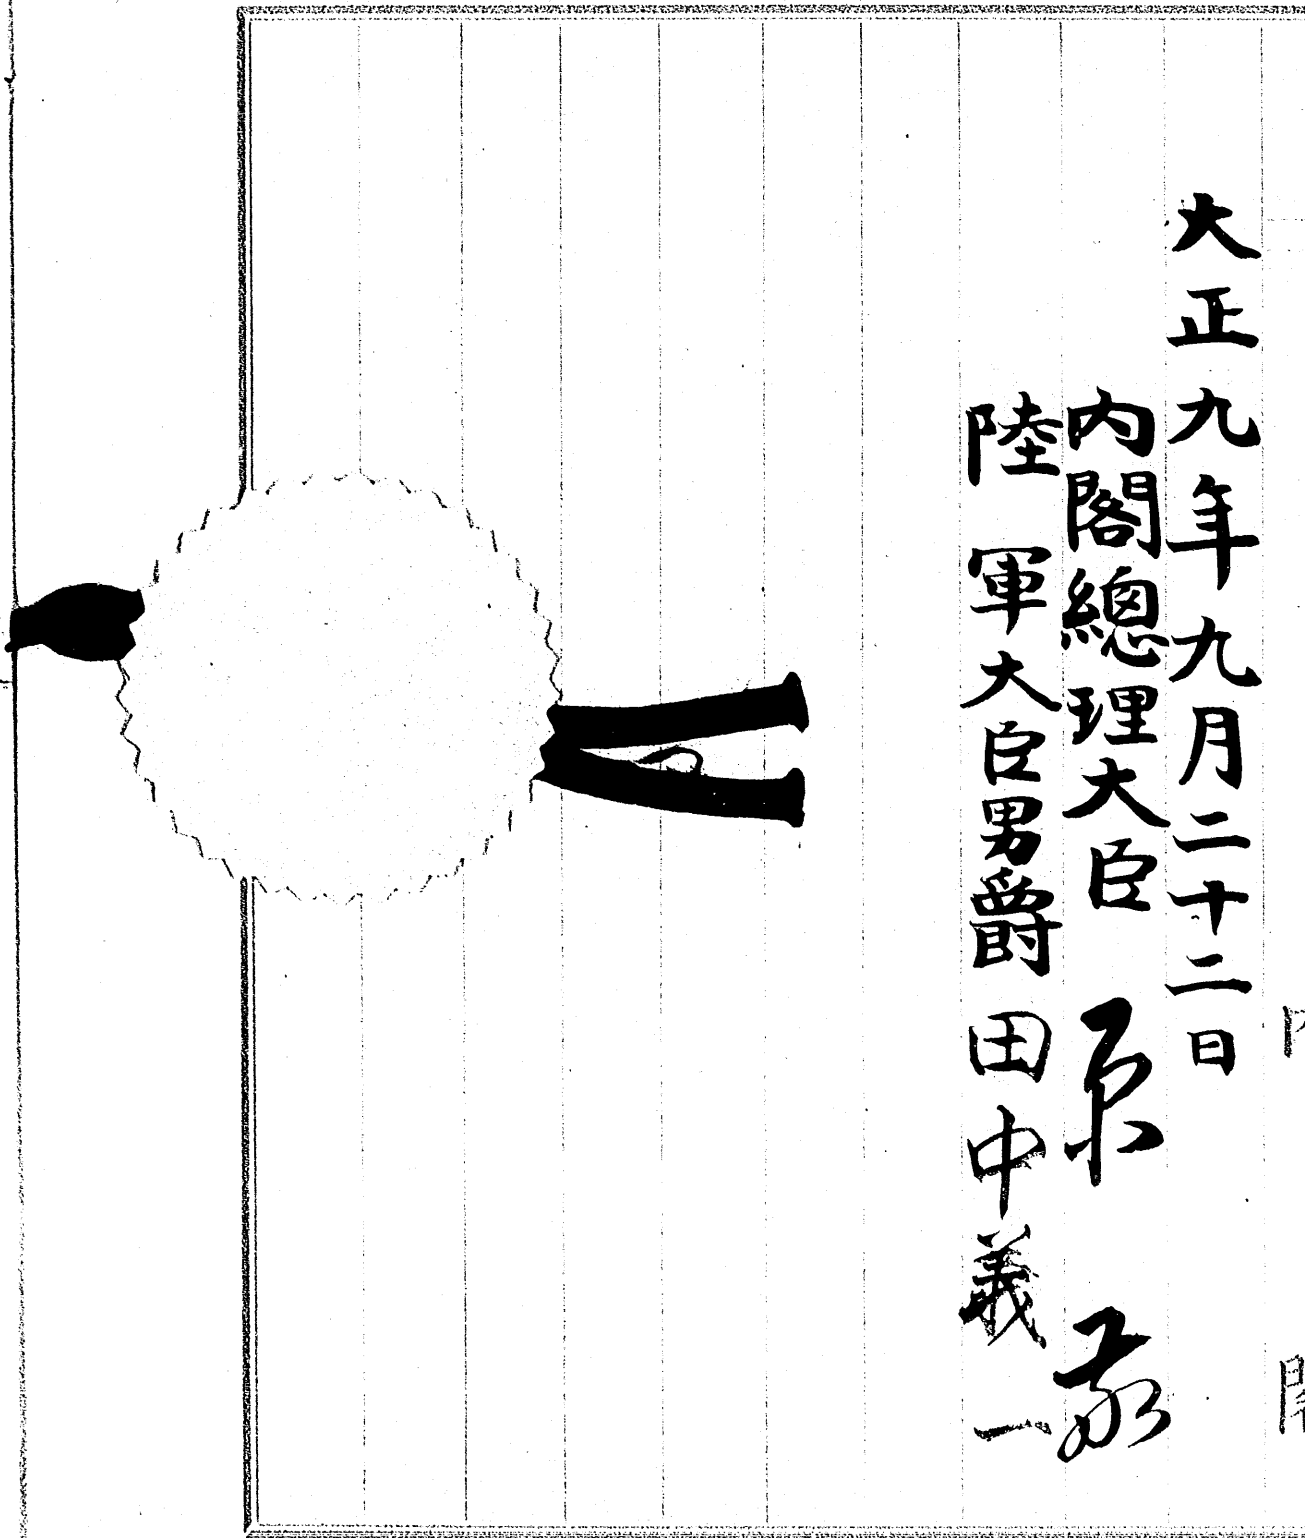 大正九年九月二十二日
内閣總理大臣 原 敬
陸軍大臣男爵 田中義一